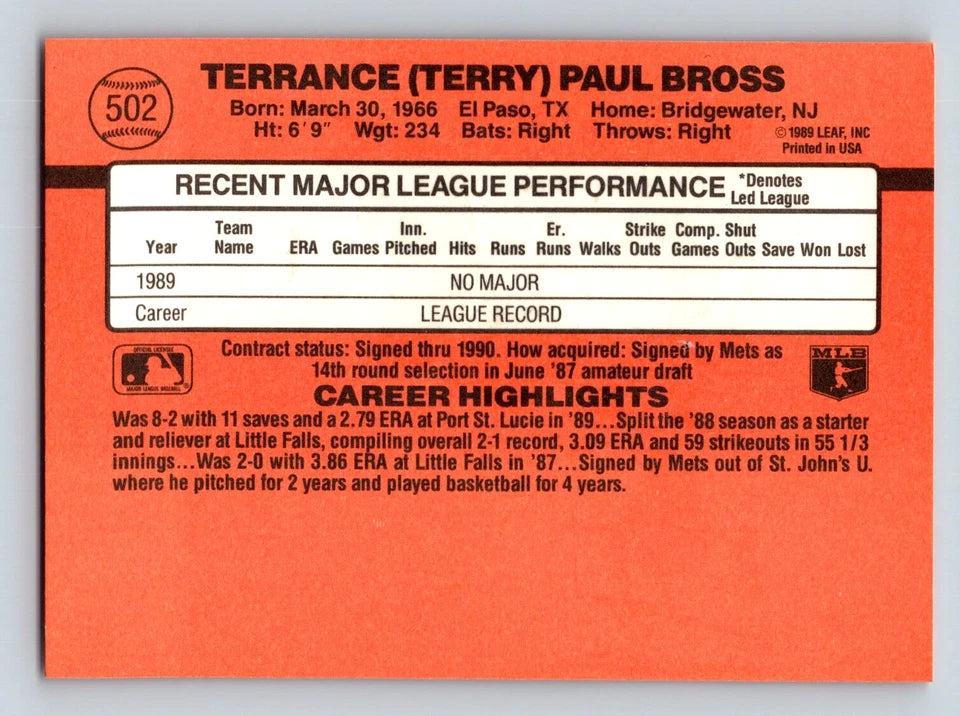 502
TERRANCE (TERRY) PAUL BROSS
Born: March 30, 1966 El Paso, TX Home: Bridgewater, NJ
Ht: 6'9" Wgt: 234 Bats: Right Throws: Right
© 1989 LEAF, INC
Printed in USA
RECENT MAJOR LEAGUE PERFORMANCE
*Denotes
Led League
Team Inn. Er. Strike Comp. Shut
Year Name ERA Games Pitched Hits Runs Runs Walks Outs Games Outs Save Won Lost
1989 NO MAJOR
Career LEAGUE RECORD
OFFICIAL LICENSEE
MAJOR LEAGUE BASEBALL
Contract status: Signed thru 1990. How acquired: Signed by Mets as
14th round selection in June '87 amateur draft
MLB
CAREER HIGHLIGHTS
Was 8-2 with 11 saves and a 2.79 ERA at Port St. Lucie in '89...Split the '88 season as a starter
and reliever at Little Falls, compiling overall 2-1 record, 3.09 ERA and 59 strikeouts in 55 1/3
innings...Was 2-0 with 3.86 ERA at Little Falls in '87...Signed by Mets out of St. John's U.
where he pitched for 2 years and played basketball for 4 years.